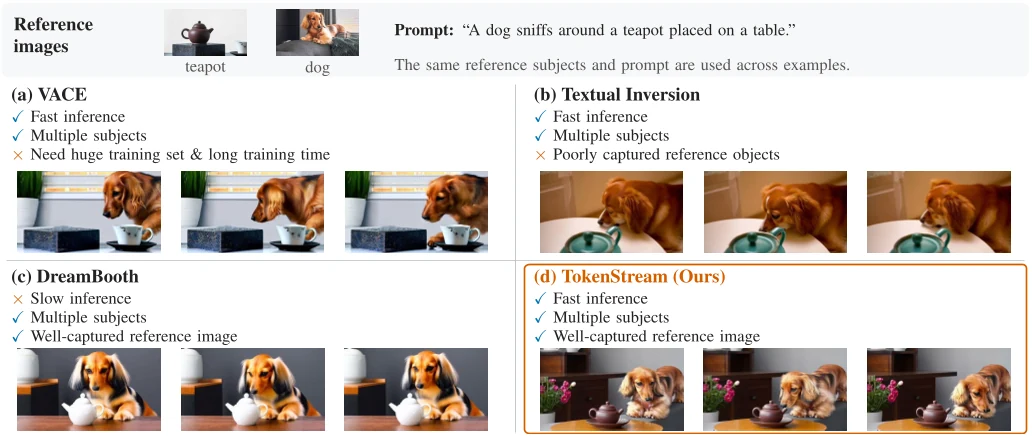 Reference
images
teapot
dog
Prompt: “A dog sniffs around a teapot placed on a table.”
The same reference subjects and prompt are used across examples.
(a) VACE
✓ Fast inference
✓ Multiple subjects
× Need huge training set & long training time
(b) Textual Inversion
✓ Fast inference
✓ Multiple subjects
× Poorly captured reference objects
(c) DreamBooth
× Slow inference
✓ Multiple subjects
✓ Well-captured reference image
(d) TokenStream (Ours)
✓ Fast inference
✓ Multiple subjects
✓ Well-captured reference image